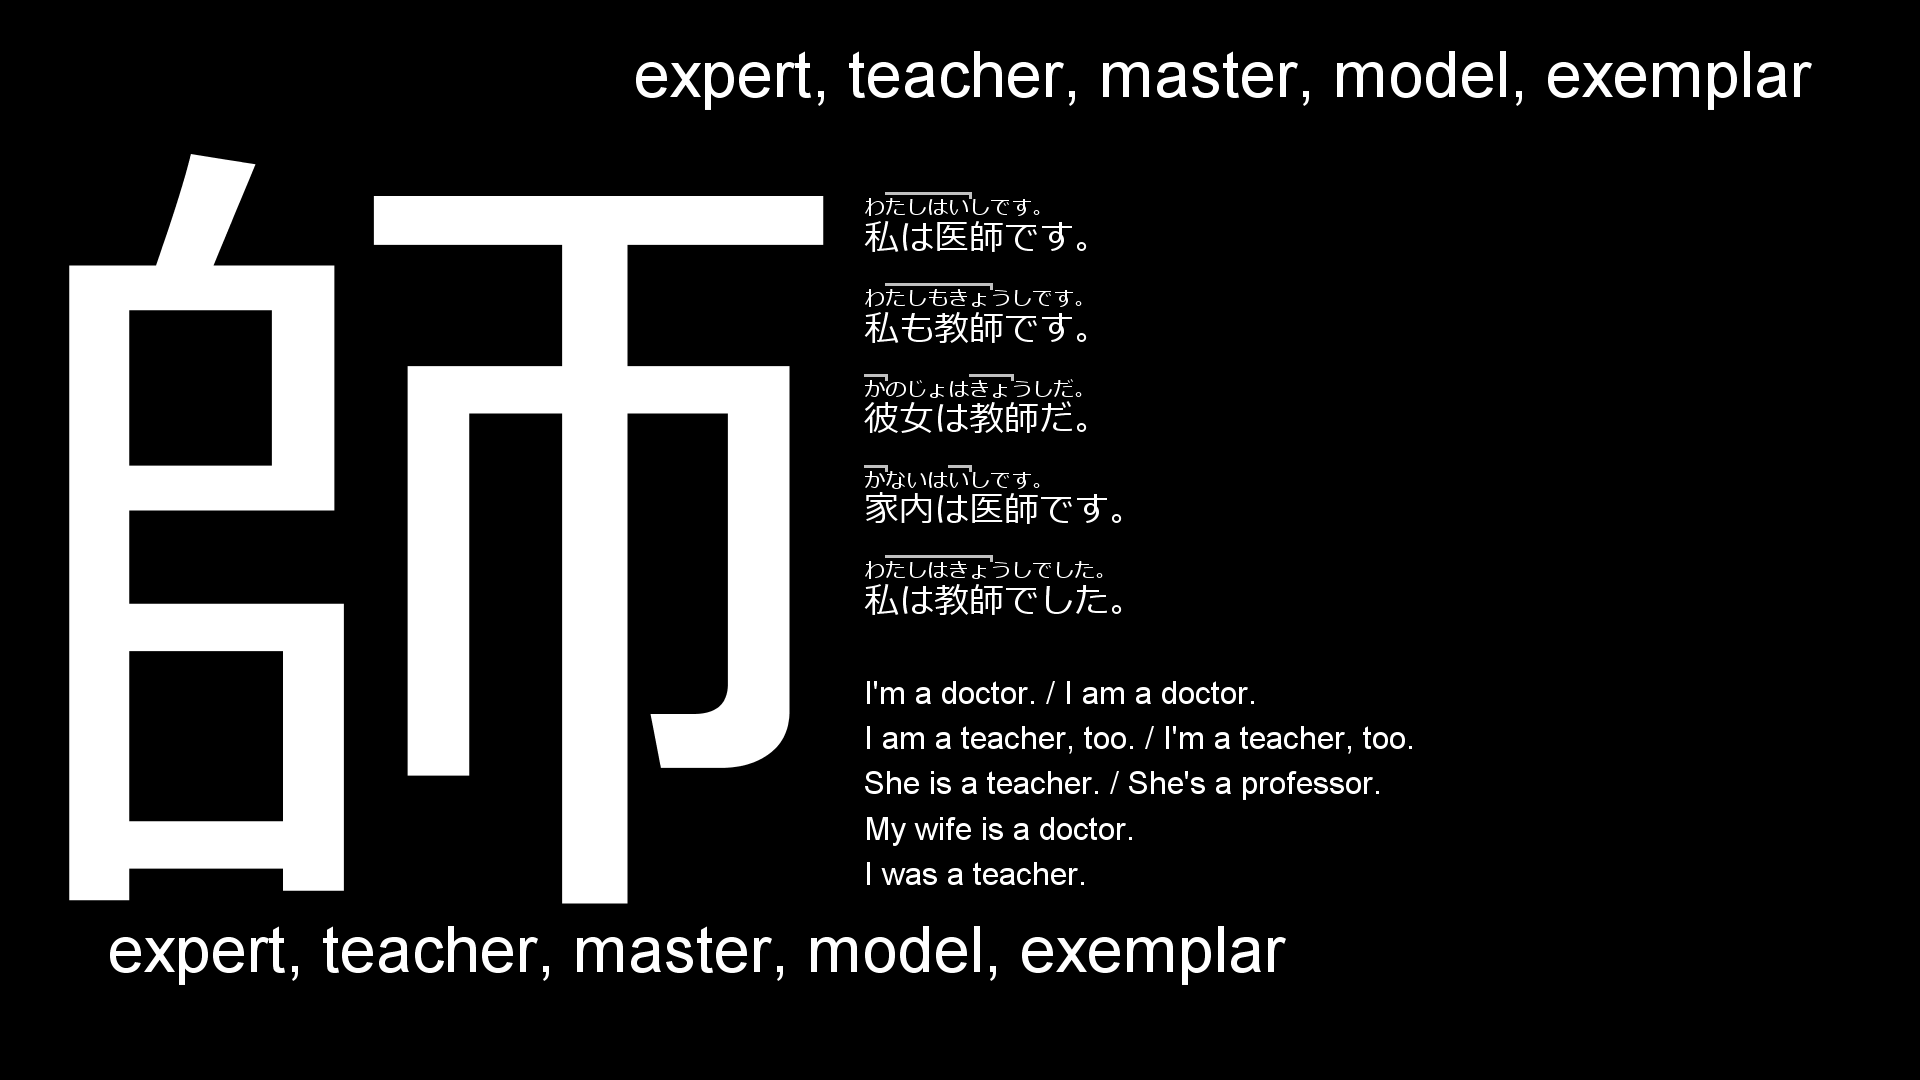 expert, teacher, master, model, exemplar
師
わたしはいしです。
私は医師です。
わたしもきょうしです。
私も教師です。
かのじょはきょうしだ。
彼女は教師だ。
かないはいしです。
家内は医師です。
わたしはきょうしでした。
私は教師でした。
I'm a doctor. / I am a doctor.
I am a teacher, too. / I'm a teacher, too.
She is a teacher. / She's a professor.
My wife is a doctor.
I was a teacher.
expert, teacher, master, model, exemplar